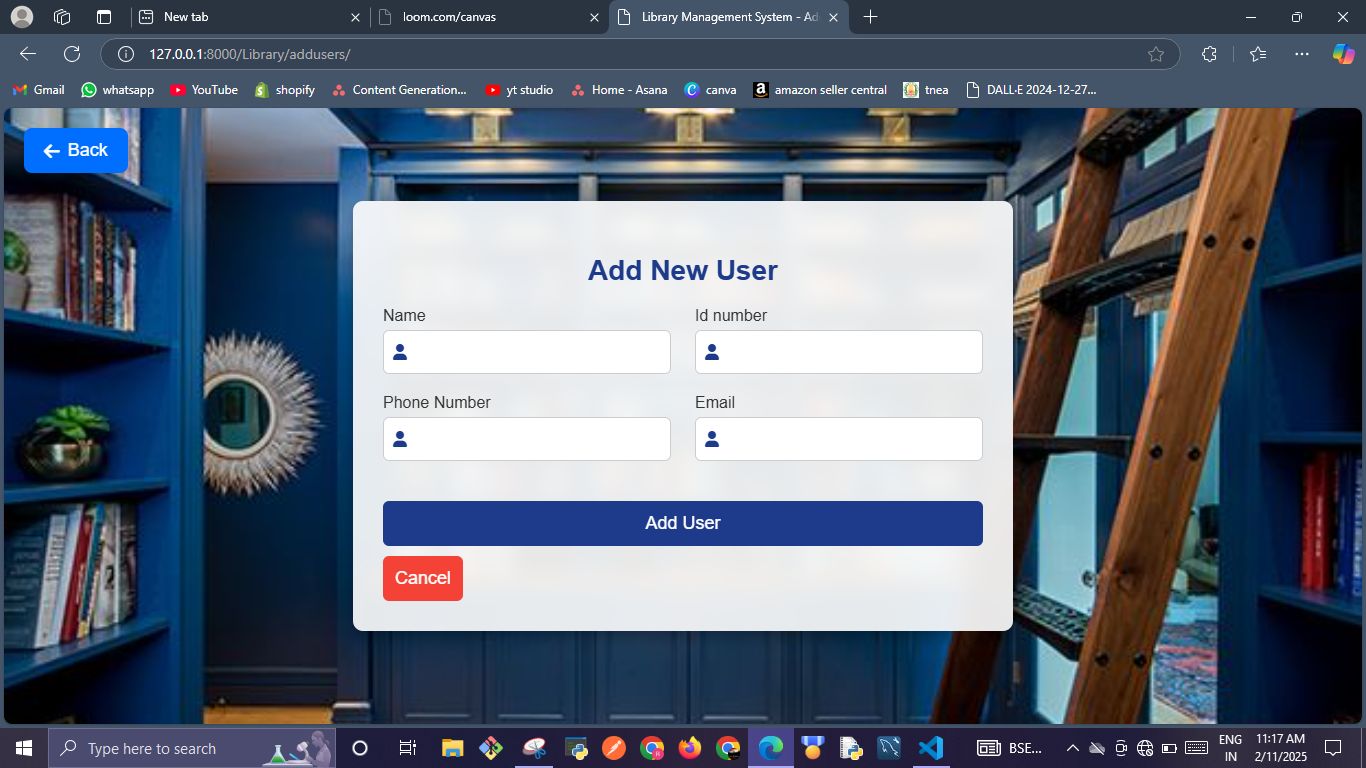 New tab
loom.com/canvas
Library Management System - Ad
127.0.0.1:8000/Library/addusers/
Gmail
whatsapp
YouTube
shopify
Content Generation...
yt studio
Home - Asana
canva
amazon seller central
tnea
DALL·E 2024-12-27...
Back
Add New User
Name
Id number
Phone Number
Email
Add User
Cancel
Type here to search
BSE...
ENG
IN
11:17 AM
2/11/2025